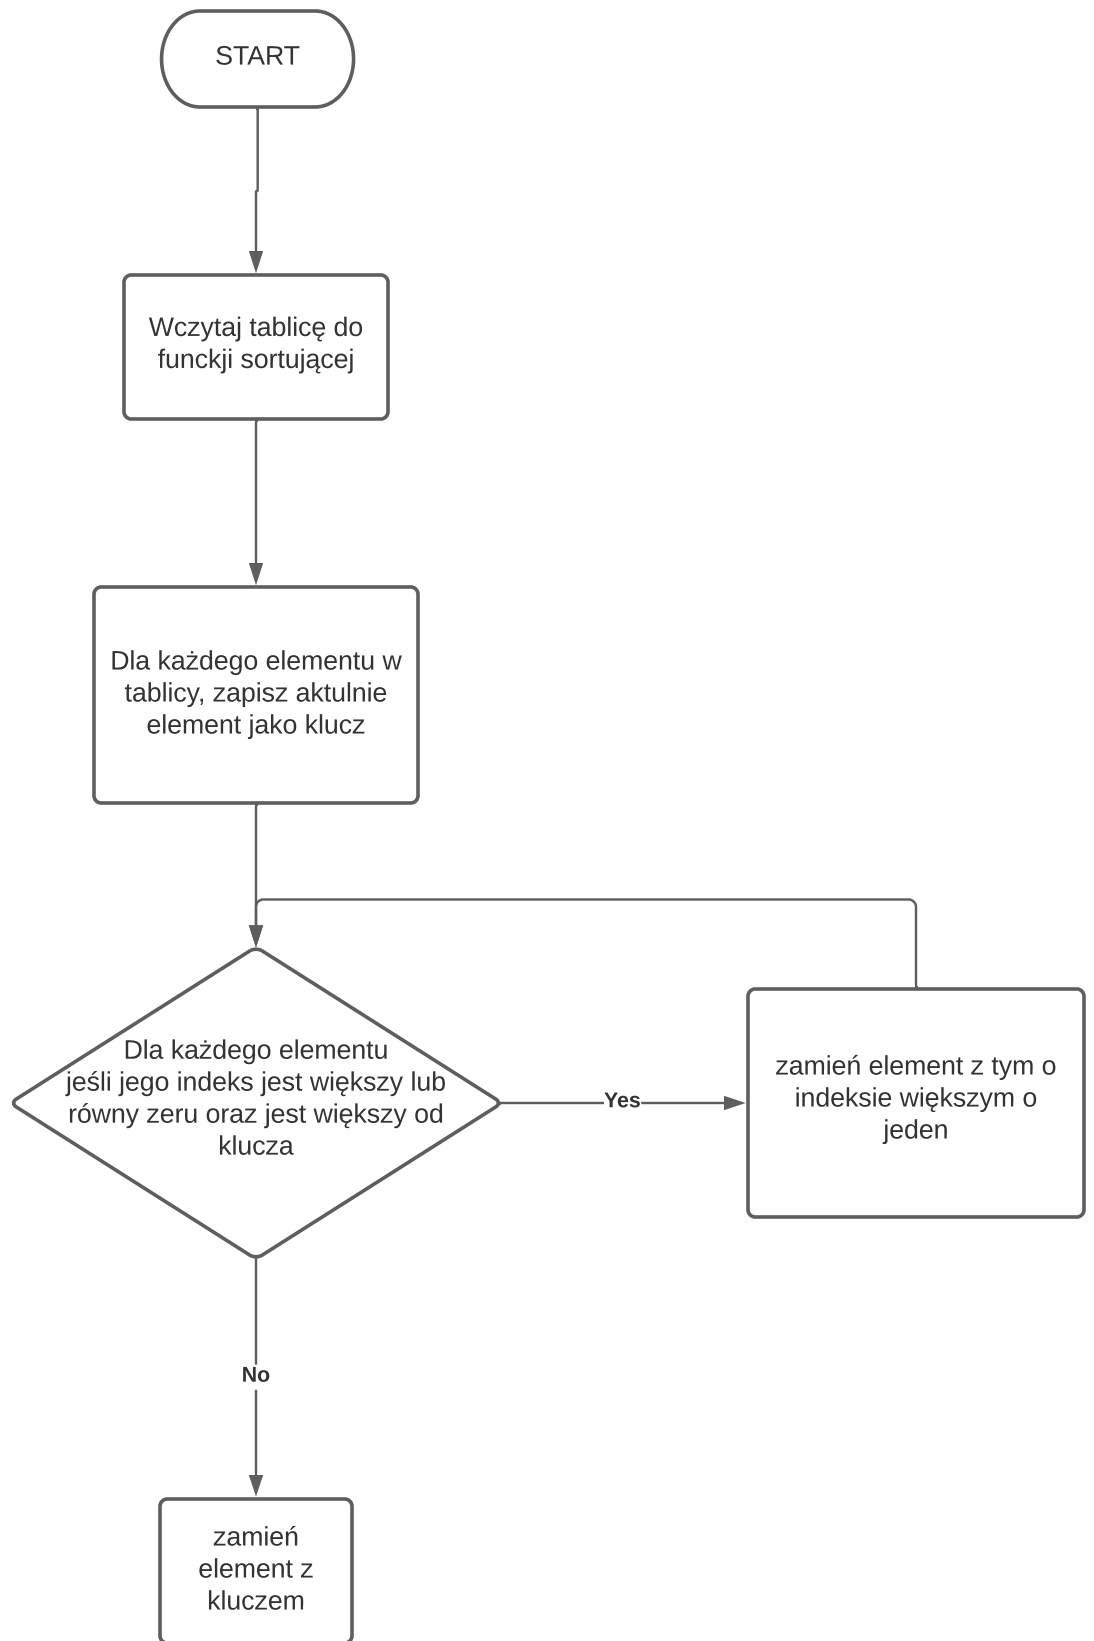 START
Wczytaj tablicę do
funckji sortującej
Dla każdego elementu w
tablicy, zapisz aktulnie
element jako klucz
Dla każdego elementu
jeśli jego indeks jest większy lub
równy zeru oraz jest większy od
klucza
Yes
zamień element z tym o
indeksie większym o
jeden
No
zamień
element z
kluczem